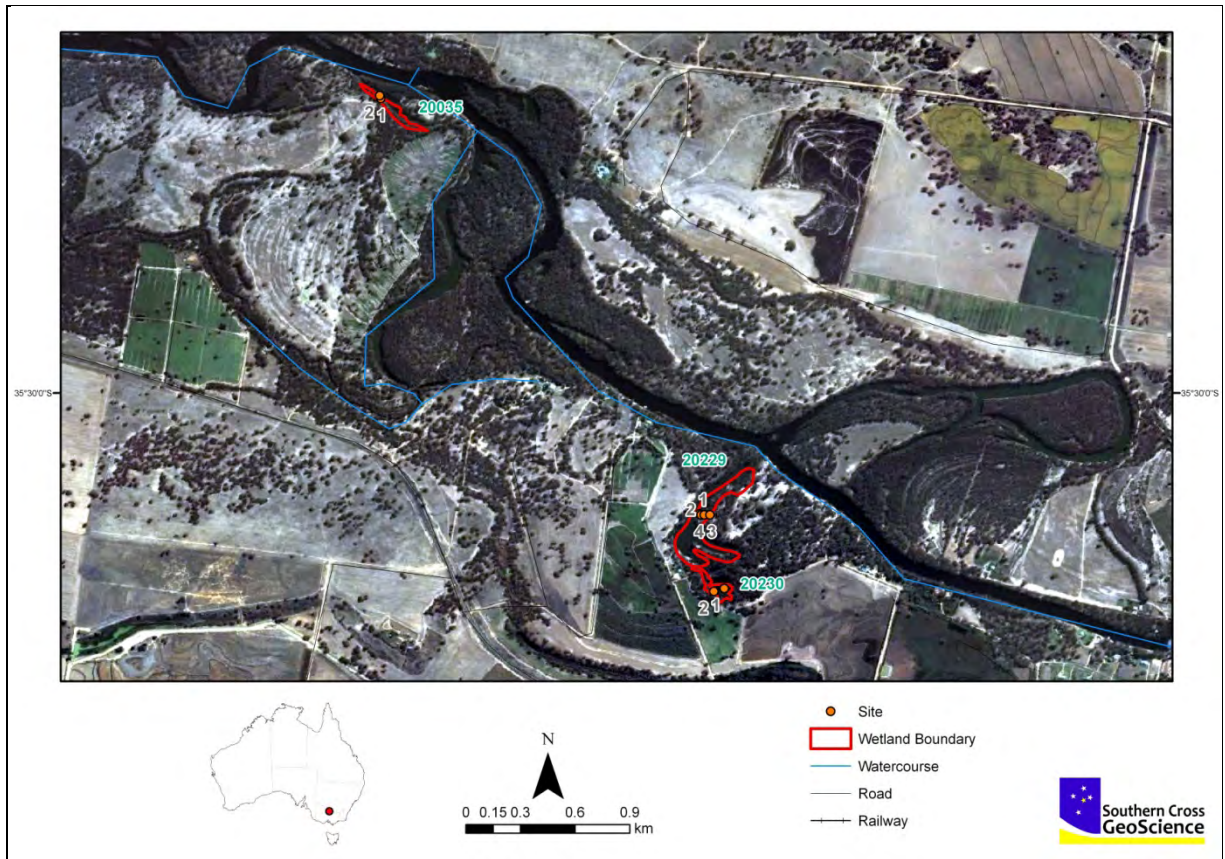 20035
2 1
35°30'0"S
35°30'0"S
20229
1
2
4 3
20230
2 1
N
0 0.15 0.3 0.6 0.9
km
Site
Wetland Boundary
Watercourse
Road
Railway
Southern Cross
GeoScience